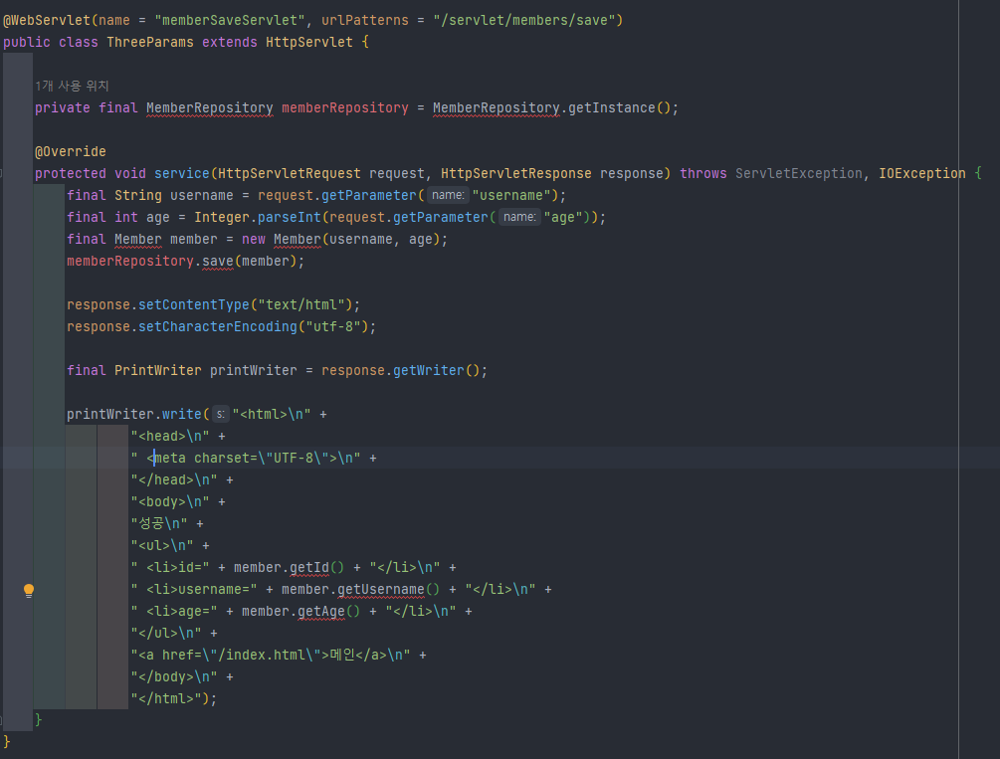 @WebServlet(name = "memberSaveServlet", urlPatterns = "/servlet/members/save")
public class ThreeParams extends HttpServlet {
1개 사용 위치
private final MemberRepository memberRepository = MemberRepository.getInstance();
@Override
protected void service(HttpServletRequest request, HttpServletResponse response) throws ServletException, IOException {
final String username = request.getParameter( name: "username");
final int age = Integer.parseInt(request.getParameter( name: "age"));
final Member member = new Member(username, age);
memberRepository.save(member);
response.setContentType("text/html");
response.setCharacterEncoding("utf-8");
final PrintWriter printWriter = response.getWriter();
printWriter.write( s: "<html>\n" +
"<head>\n" +
" <meta charset=\"UTF-8\">\n" +
"</head>\n" +
"<body>\n" +
"성공\n" +
"<ul>\n" +
" <li>id=" + member.getId() + "</li>\n" +
" <li>username=" + member.getUsername() + "</li>\n" +
" <li>age=" + member.getAge() + "</li>\n" +
"</ul>\n" +
"<a href=\"/index.html\">메인</a>\n" +
"</body>\n" +
"</html>");
}
}